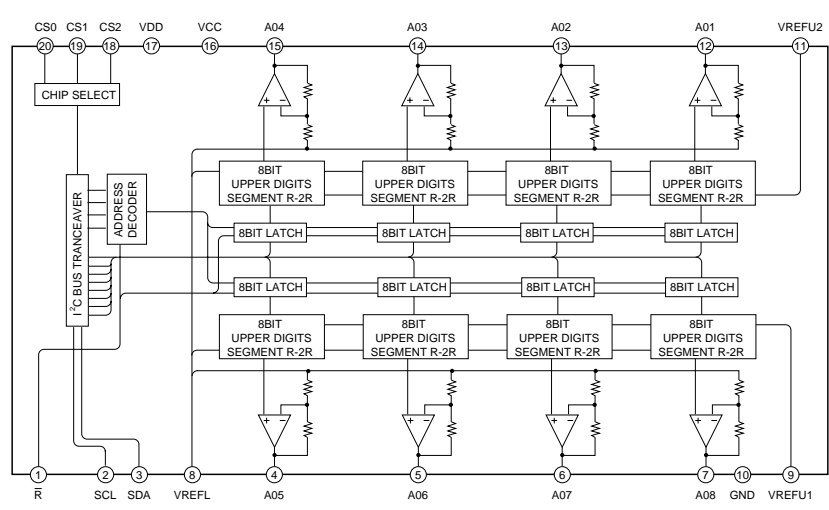 CS0 CS1 CS2 VDD VCC A04 A03 A02 A01 VREFU2
20 19 18 17 16 15 14 13 12 11
+ − + − + − + −
CHIP SELECT
8BIT
UPPER DIGITS
SEGMENT R-2R
8BIT
UPPER DIGITS
SEGMENT R-2R
8BIT
UPPER DIGITS
SEGMENT R-2R
8BIT
UPPER DIGITS
SEGMENT R-2R
I²C BUS TRANCEAVER
ADDRESS
DECODER
8BIT LATCH 8BIT LATCH 8BIT LATCH 8BIT LATCH
8BIT LATCH 8BIT LATCH 8BIT LATCH 8BIT LATCH
8BIT
UPPER DIGITS
SEGMENT R-2R
8BIT
UPPER DIGITS
SEGMENT R-2R
8BIT
UPPER DIGITS
SEGMENT R-2R
8BIT
UPPER DIGITS
SEGMENT R-2R
+ − + − + − + −
1 2 3 8 4 5 6 7 10 9
R̅ SCL SDA VREFL A05 A06 A07 A08 GND VREFU1